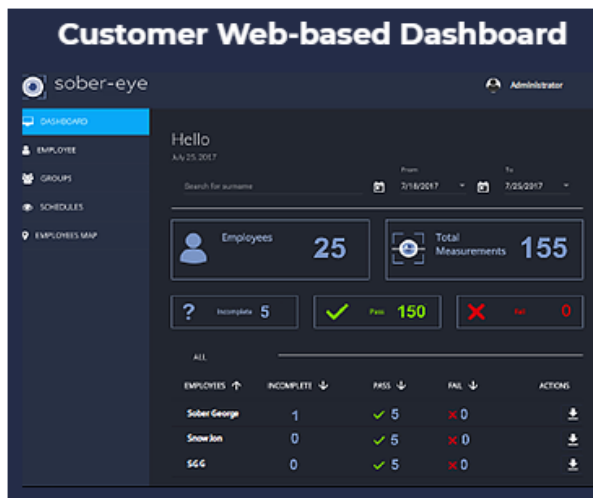 Customer Web-based Dashboard
sober-eye
Administrator
DASHBOARD
EMPLOYEE
GROUPS
SCHEDULES
EMPLOYEES MAP
Hello
July 25, 2017
Search for surname
From
7/18/2017
To
7/25/2017
Employees 25
Total Measurements 155
? Incomplete 5
Pass 150
Fail 0
ALL
EMPLOYEES INCOMPLETE PASS FAIL ACTIONS
Sober George 1 5 0
Snow Jon 0 5 0
SGG 0 5 0